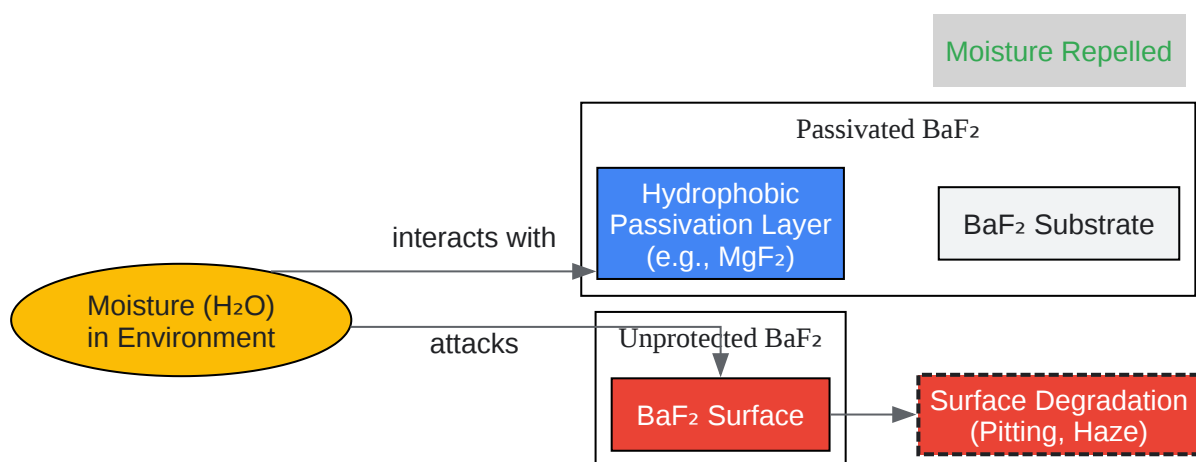 Moisture Repelled
Passivated BaF₂
Hydrophobic
Passivation Layer
(e.g., MgF₂)
BaF₂ Substrate
interacts with
Moisture (H₂O)
in Environment
attacks
Unprotected BaF₂
BaF₂ Surface
Surface Degradation
(Pitting, Haze)